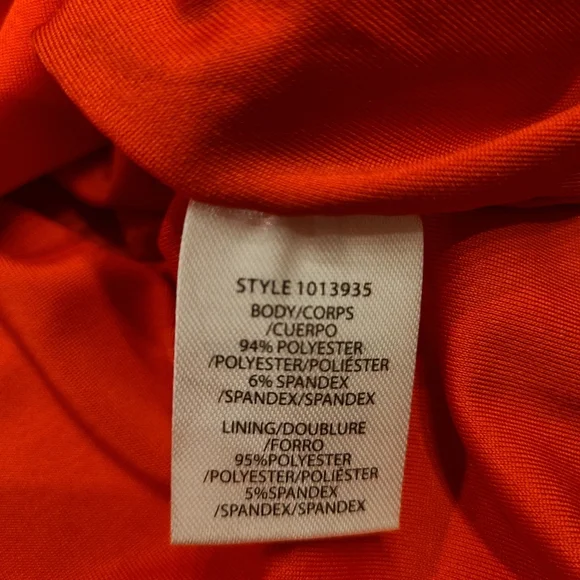 STYLE 1013935
BODY/CORPS
/CUERPO
94% POLYESTER
/POLYESTER/POLIÉSTER
6% SPANDEX
/SPANDEX/SPANDEX
LINING/DOUBLURE
/FORRO
95%POLYESTER
/POLYESTER/POLIÉSTER
5%SPANDEX
/SPANDEX/SPANDEX